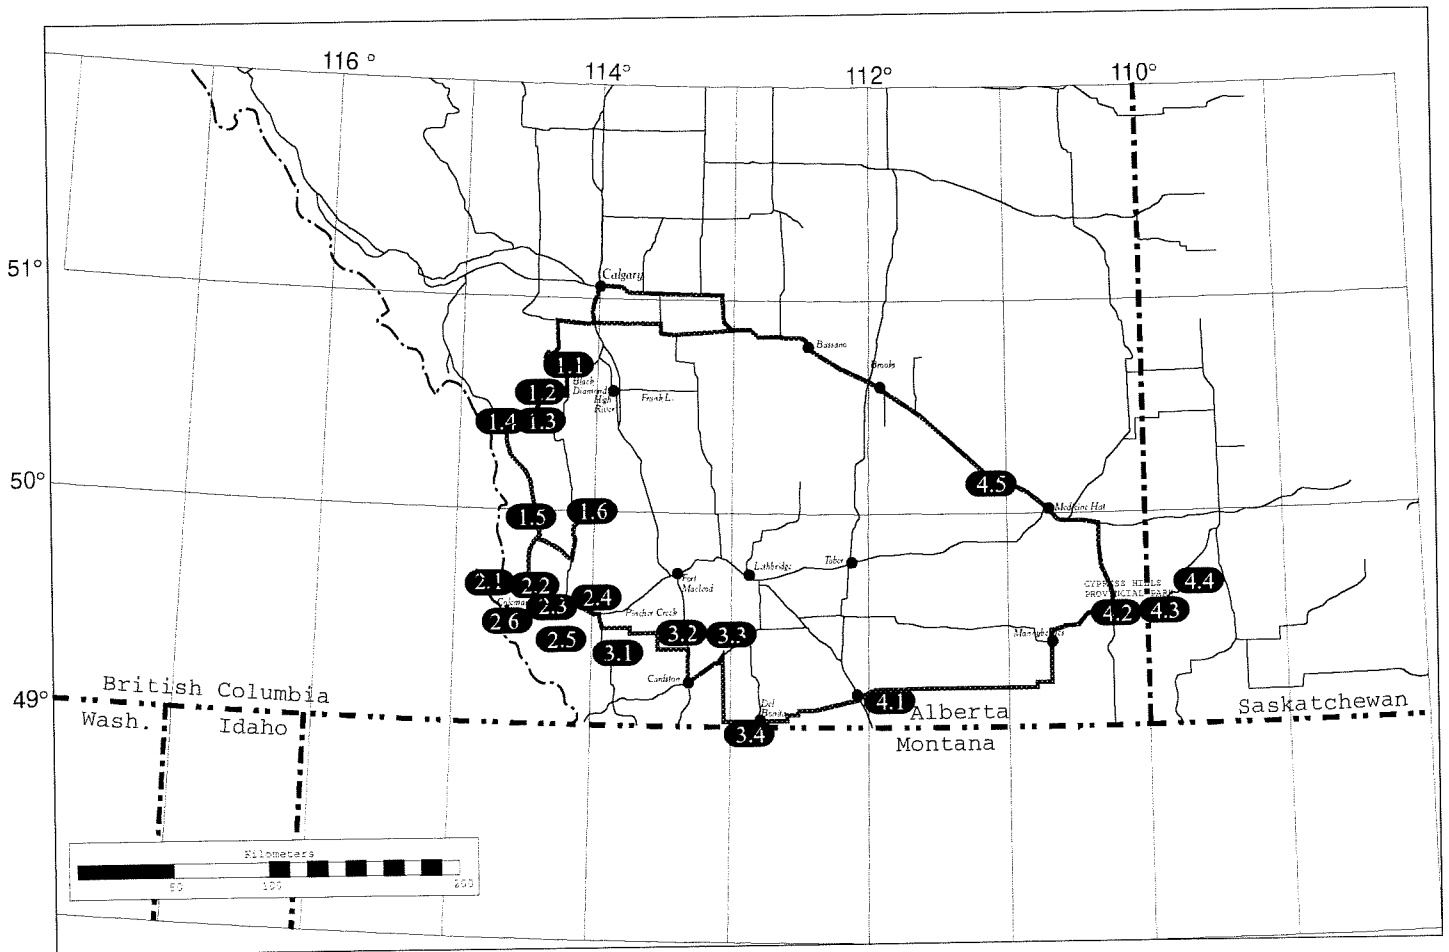 116 °
114°
112°
110°
51°
Calgary
Bassano
Brooks
1.1
Black
Diamond
High
River
Frank L.
1.2
1.4
1.3
50°
4.5
Medicine Hat
1.5
1.6
2.1
2.2
Coleman
2.3
2.4
2.6
2.5
Fort
Macleod
Lethbridge
Taber
CYPRESS HILLS
PROVINCIAL PARK
4.4
4.2
4.3
Pincher Creek
3.1
3.2
3.3
Manyberries
Cardston
49°
British Columbia
Wash.
Idaho
Del
Bonita
3.4
4.1
Alberta
Montana
Saskatchewan
Kilometers
50
100
200